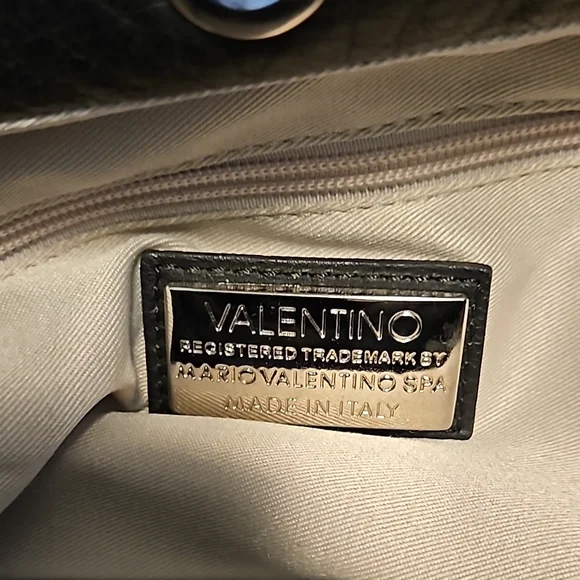 VALENTINO
REGISTERED TRADEMARK BY
MARIO VALENTINO SPA
MADE IN ITALY